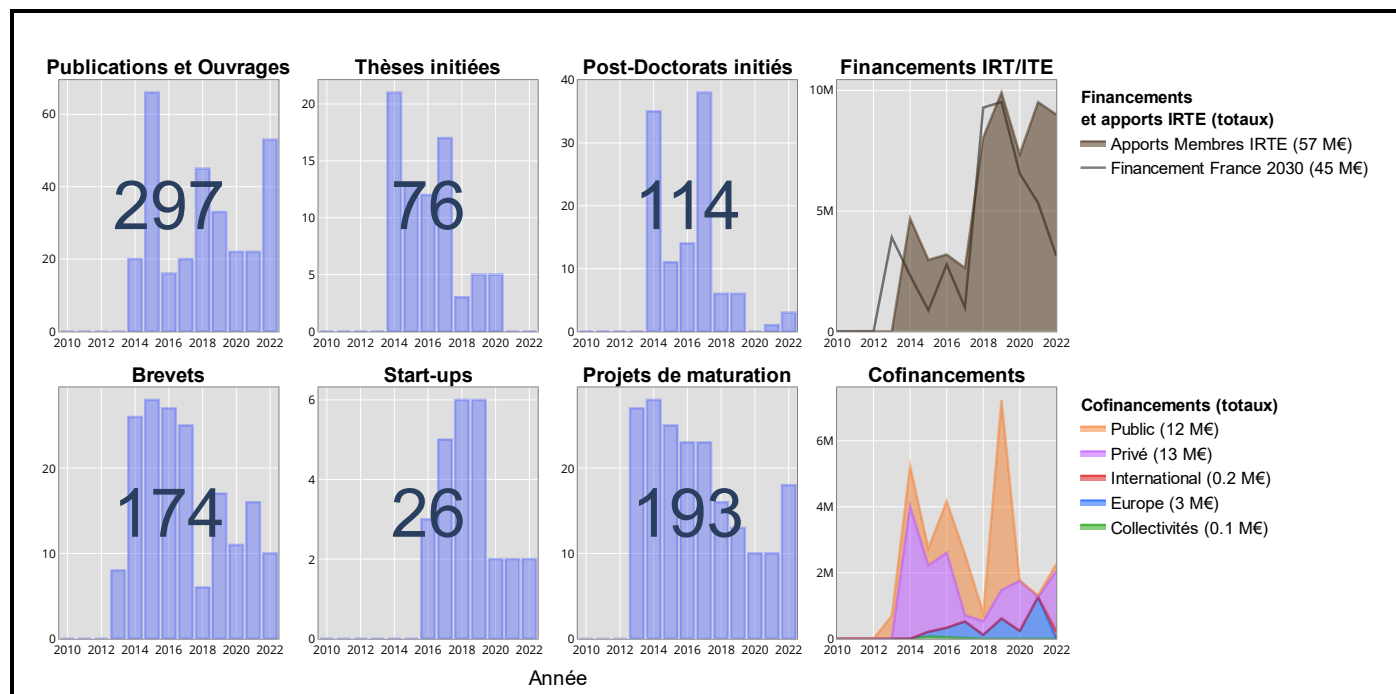 Publications et Ouvrages
60
40
20
0
297
2010 2012 2014 2016 2018 2020 2022
Thèses initiées
20
15
10
5
0
76
2010 2012 2014 2016 2018 2020 2022
Post-Doctorats initiés
40
30
20
10
0
114
2010 2012 2014 2016 2018 2020 2022
Financements IRT/ITE
10M
5M
0
2010 2012 2014 2016 2018 2020 2022
Financements
et apports IRTE (totaux)
Apports Membres IRTE (57 M€)
Financement France 2030 (45 M€)
Brevets
20
10
0
174
2010 2012 2014 2016 2018 2020 2022
Start-ups
6
4
2
0
26
2010 2012 2014 2016 2018 2020 2022
Projets de maturation
20
10
0
193
2010 2012 2014 2016 2018 2020 2022
Cofinancements
6M
4M
2M
0
2010 2012 2014 2016 2018 2020 2022
Cofinancements (totaux)
Public (12 M€)
Privé (13 M€)
International (0.2 M€)
Europe (3 M€)
Collectivités (0.1 M€)
Année